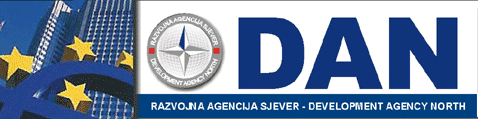 RAZVOJNA AGENCIJA SJEVER
DEVELOPMENT AGENCY NORTH
DAN
RAZVOJNA AGENCIJA SJEVER - DEVELOPMENT AGENCY NORTH